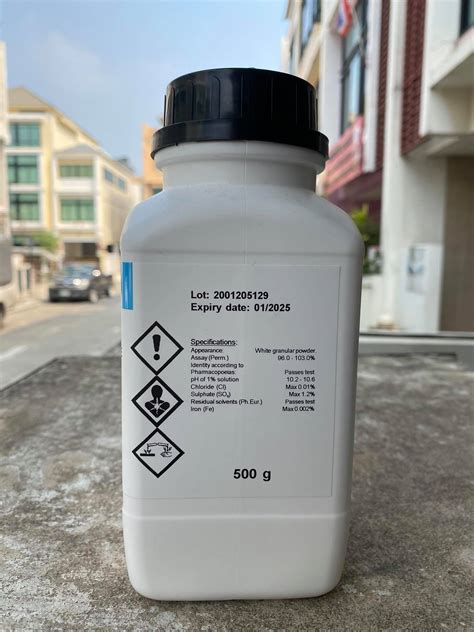 Lot: 2001205129
Expiry date: 01/2025
Specifications:
Appearance: White granular powder.
Assay (Perm.) 96.0 - 103.0%
Identity according to
Pharmacopoeias: Passes test
pH of 1% solution 10.2 - 10.6
Chloride (Cl) Max 0.01%
Sulphate (SO₄) Max 1.2%
Residual solvents (Ph.Eur.) Passes test
Iron (Fe) Max 0.002%
500 g